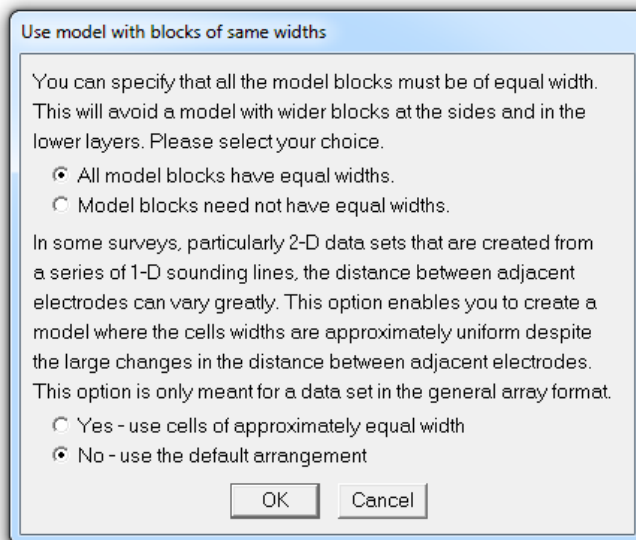 Use model with blocks of same widths
You can specify that all the model blocks must be of equal width.
This will avoid a model with wider blocks at the sides and in the
lower layers. Please select your choice.
All model blocks have equal widths.
Model blocks need not have equal widths.
In some surveys, particularly 2-D data sets that are created from
a series of 1-D sounding lines, the distance between adjacent
electrodes can vary greatly. This option enables you to create a
model where the cells widths are approximately uniform despite
the large changes in the distance between adjacent electrodes.
This option is only meant for a data set in the general array format.
Yes - use cells of approximately equal width
No - use the default arrangement
OK Cancel